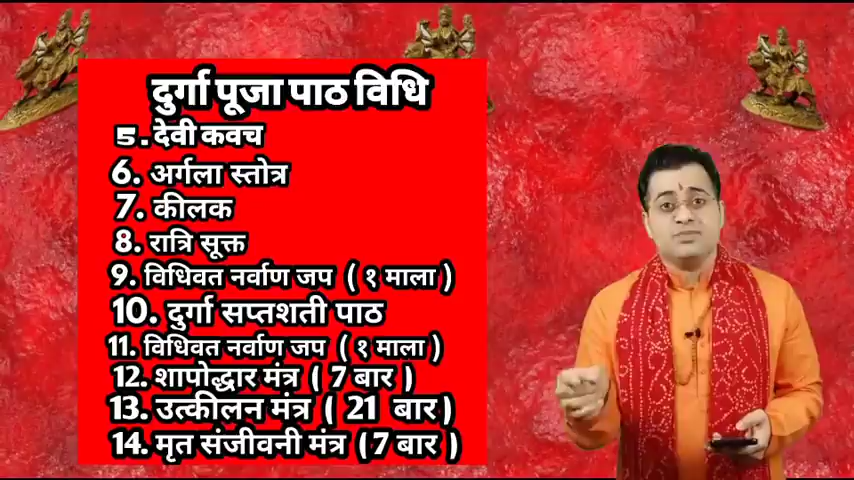 दुर्गा पूजा पाठ विधि
5. देवी कवच
6. अर्गला स्तोत्र
7. कीलक
8. रात्रि सूक्त
9. विधिवत नर्वाण जप ( १ माला )
10. दुर्गा सप्तशती पाठ
11. विधिवत नर्वाण जप ( १ माला )
12. शापोद्धार मंत्र ( 7 बार )
13. उत्कीलन मंत्र ( 21 बार )
14. मृत संजीवनी मंत्र ( 7 बार )